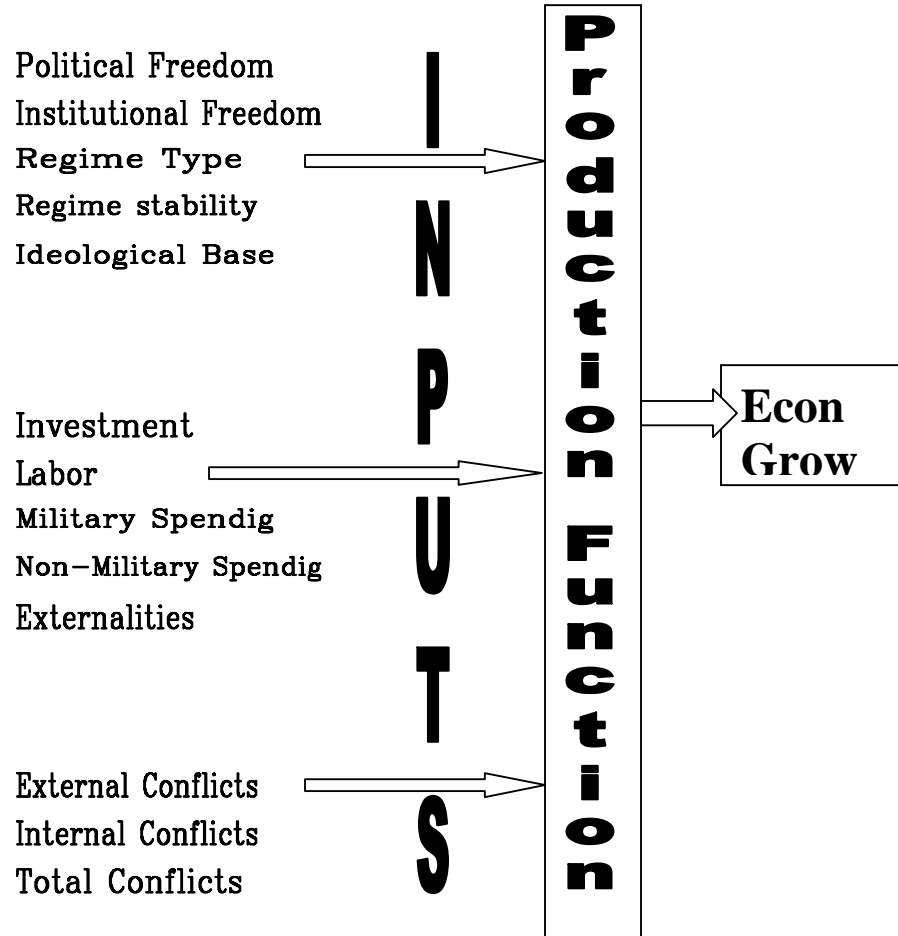 Political Freedom
Institutional Freedom
Regime Type
Regime stability
Ideological Base
Investment
Labor
Military Spendig
Non-Military Spendig
Externalities
External Conflicts
Internal Conflicts
Total Conflicts
INPUTS
Production Function
Econ
Grow